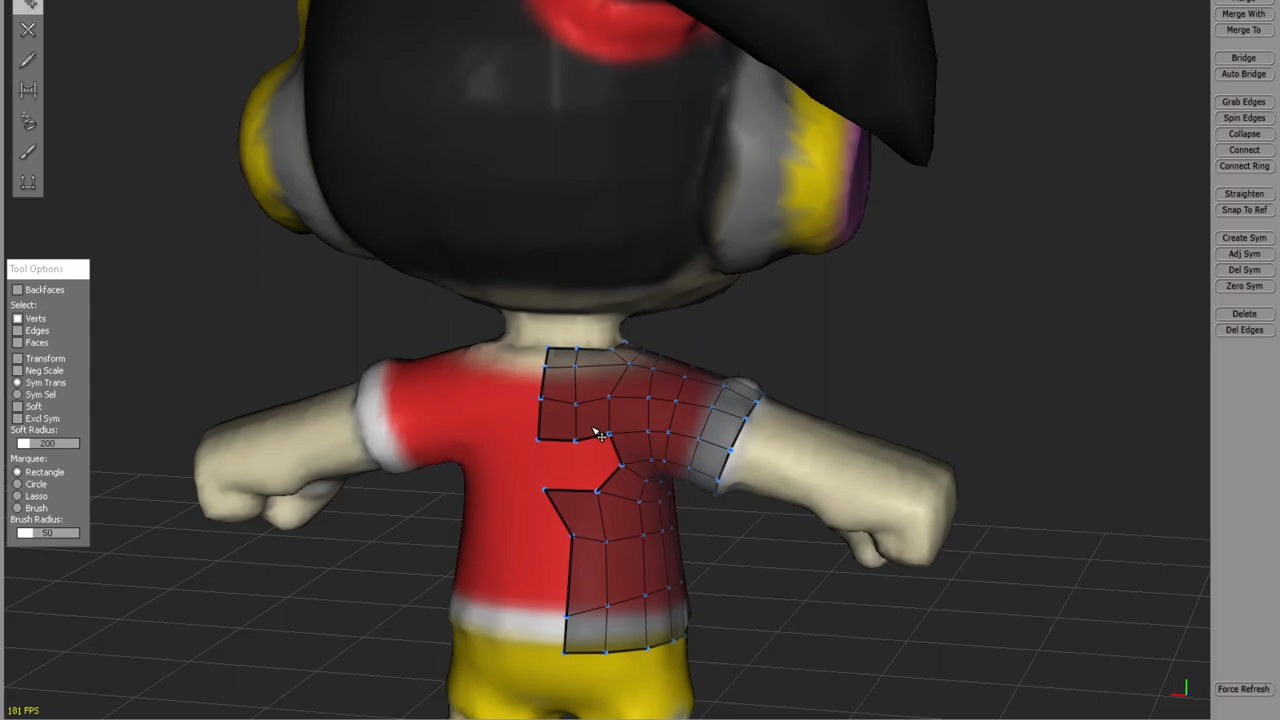 Tool Options
Backfaces
Select:
Verts
Edges
Faces
Transform
Neg Scale
Sym Trans
Sym Sel
Soft
Excl Sym
Soft Radius:
200
Marquee:
Rectangle
Circle
Lasso
Brush
Brush Radius:
50
181 FPS
Merge With
Merge To
Bridge
Auto Bridge
Grab Edges
Spin Edges
Collapse
Connect
Connect Ring
Straighten
Snap To Ref
Create Sym
Adj Sym
Del Sym
Zero Sym
Delete
Del Edges
Force Refresh